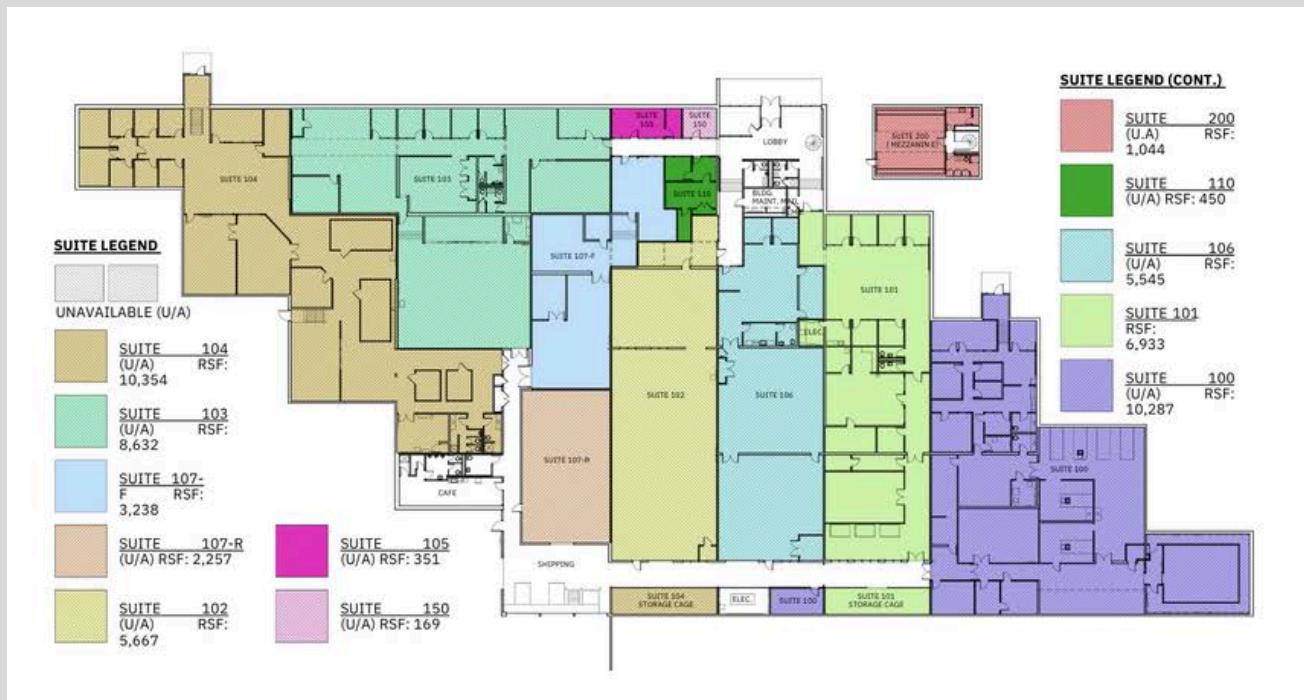 SUITE LEGEND (CONT.)
SUITE 200
(U.A) RSF:
1,044
SUITE 110
(U/A) RSF: 450
SUITE 106
(U/A) RSF:
5,545
SUITE 101
RSF:
6,933
SUITE 100
(U/A) RSF:
10,287
SUITE LEGEND
UNAVAILABLE (U/A)
SUITE 104
(U/A) RSF:
10,354
SUITE 103
(U/A) RSF:
8,632
SUITE 107-
F RSF:
3,238
SUITE 107-R
(U/A) RSF: 2,257
SUITE 102
(U/A) RSF:
5,667
SUITE 105
(U/A) RSF: 351
SUITE 150
(U/A) RSF: 169
SUITE
SUITE
150
LOBBY
SUITE 200
(MEZZANINE)
SUITE 104
SUITE 103
SUITE 110
BLDG.
MAINT.
SUITE 107-F
SUITE 101
ELEC.
SUITE 102
SUITE 106
SUITE 107-R
SUITE 100
CAFE
SHIPPING
SUITE 104
STORAGE CAGE
ELEC.
SUITE 100
SUITE 101
STORAGE CAGE